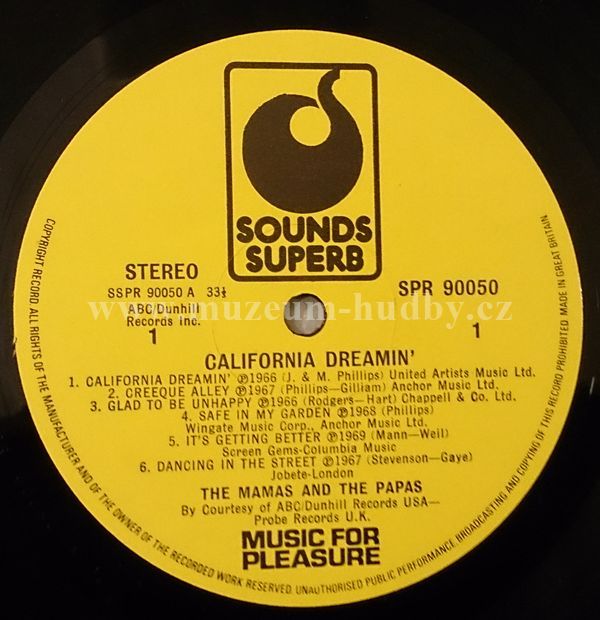 SOUNDS
SUPERB
STEREO
SSPR 90050 A 33⅓
ABC/Dunhill
Records Inc.
1
SPR 90050
1
www.muzeum-hudby.cz
CALIFORNIA DREAMIN'
1. CALIFORNIA DREAMIN' ℗1966 (J. & M. Phillips) United Artists Music Ltd.
2. CREEQUE ALLEY ℗1967 (Phillips—Gilliam) Anchor Music Ltd.
3. GLAD TO BE UNHAPPY ℗1966 (Rodgers—Hart) Chappell & Co. Ltd.
4. SAFE IN MY GARDEN ℗1968 (Phillips)
Wingate Music Corp., Anchor Music Ltd.
5. IT'S GETTING BETTER ℗1969 (Mann—Weil)
Screen Gems-Columbia Music
6. DANCING IN THE STREET ℗1967 (Stevenson—Gaye)
Jobete-London
THE MAMAS AND THE PAPAS
By Courtesy of ABC/Dunhill Records USA—
Probe Records U.K.
MUSIC FOR
PLEASURE
COPYRIGHT RECORD. ALL RIGHTS OF THE MANUFACTURER AND OF THE OWNER OF THE RECORDED WORK RESERVED. UNAUTHORISED PUBLIC PERFORMANCE, BROADCASTING AND COPYING OF THIS RECORD PROHIBITED. MADE IN GREAT BRITAIN.